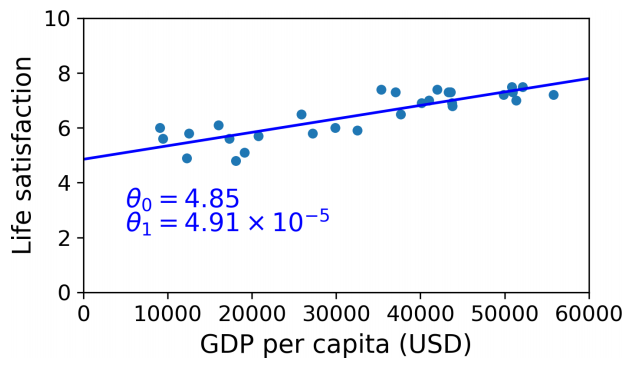 10
8
6
4
2
0
Life satisfaction
θ₀ = 4.85
θ₁ = 4.91 × 10⁻⁵
0 10000 20000 30000 40000 50000 60000
GDP per capita (USD)